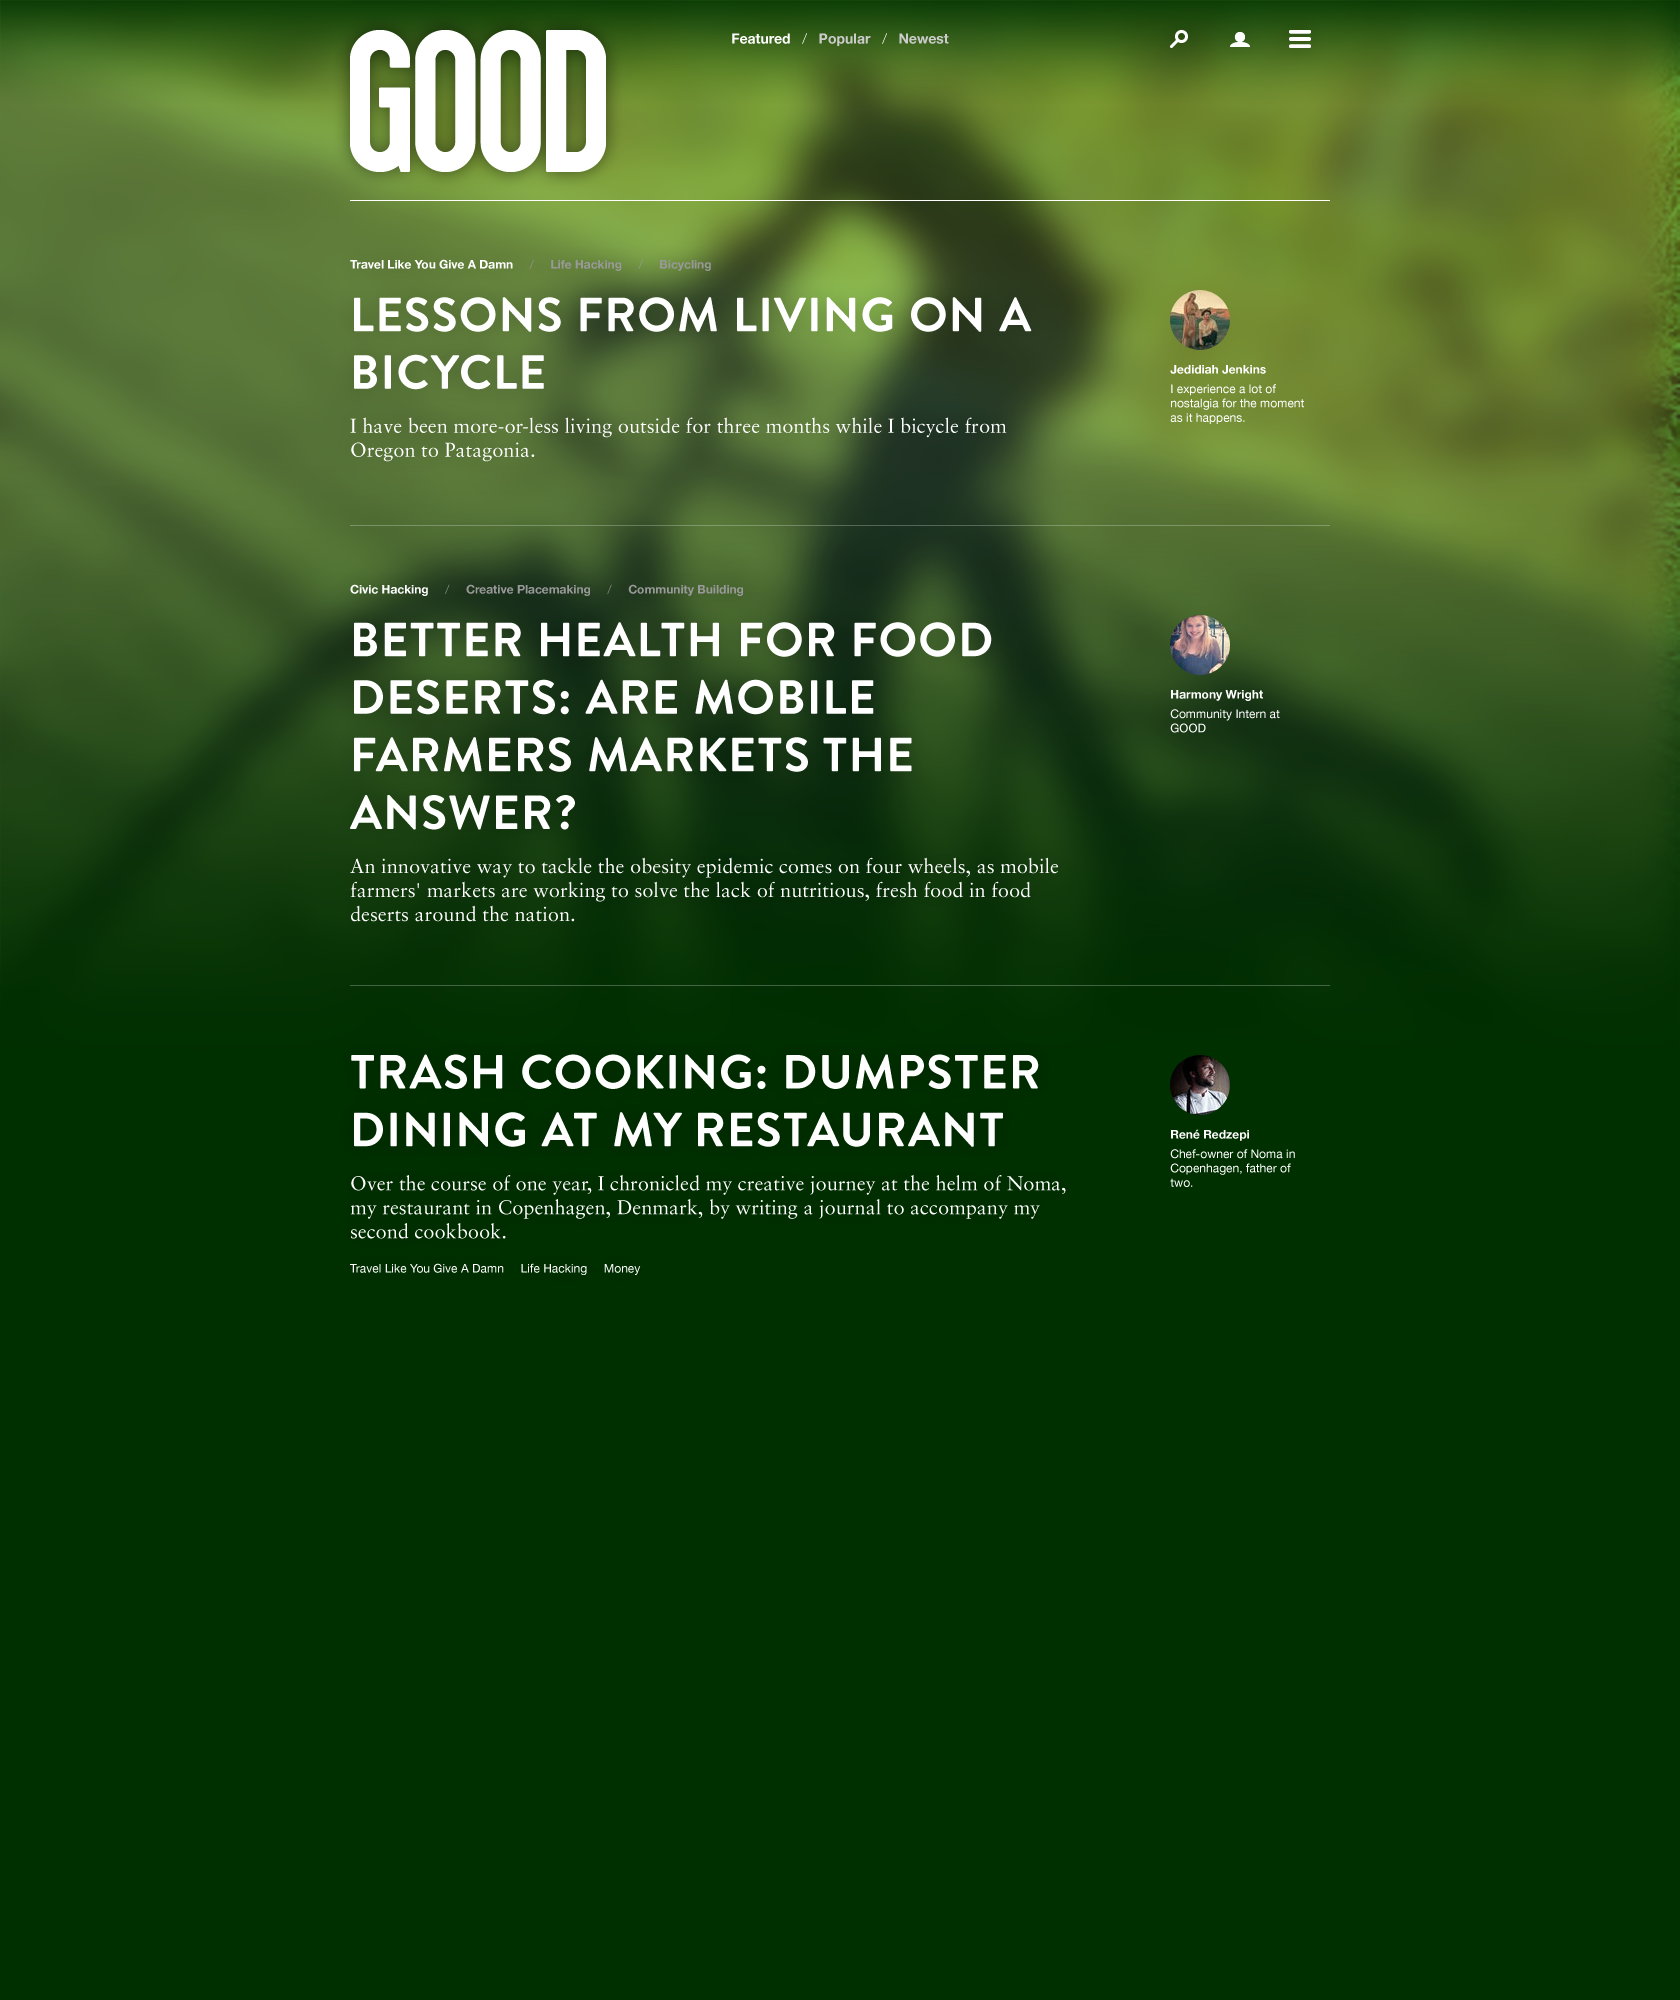 GOOD
Featured / Popular / Newest
Travel Like You Give A Damn / Life Hacking / Bicycling
LESSONS FROM LIVING ON A
BICYCLE
I have been more-or-less living outside for three months while I bicycle from
Oregon to Patagonia.
Jedidiah Jenkins
I experience a lot of
nostalgia for the moment
as it happens.
Civic Hacking / Creative Placemaking / Community Building
BETTER HEALTH FOR FOOD
DESERTS: ARE MOBILE
FARMERS MARKETS THE
ANSWER?
An innovative way to tackle the obesity epidemic comes on four wheels, as mobile
farmers' markets are working to solve the lack of nutritious, fresh food in food
deserts around the nation.
Harmony Wright
Community Intern at
GOOD
TRASH COOKING: DUMPSTER
DINING AT MY RESTAURANT
Over the course of one year, I chronicled my creative journey at the helm of Noma,
my restaurant in Copenhagen, Denmark, by writing a journal to accompany my
second cookbook.
Travel Like You Give A Damn Life Hacking Money
René Redzepi
Chef-owner of Noma in
Copenhagen, father of
two.